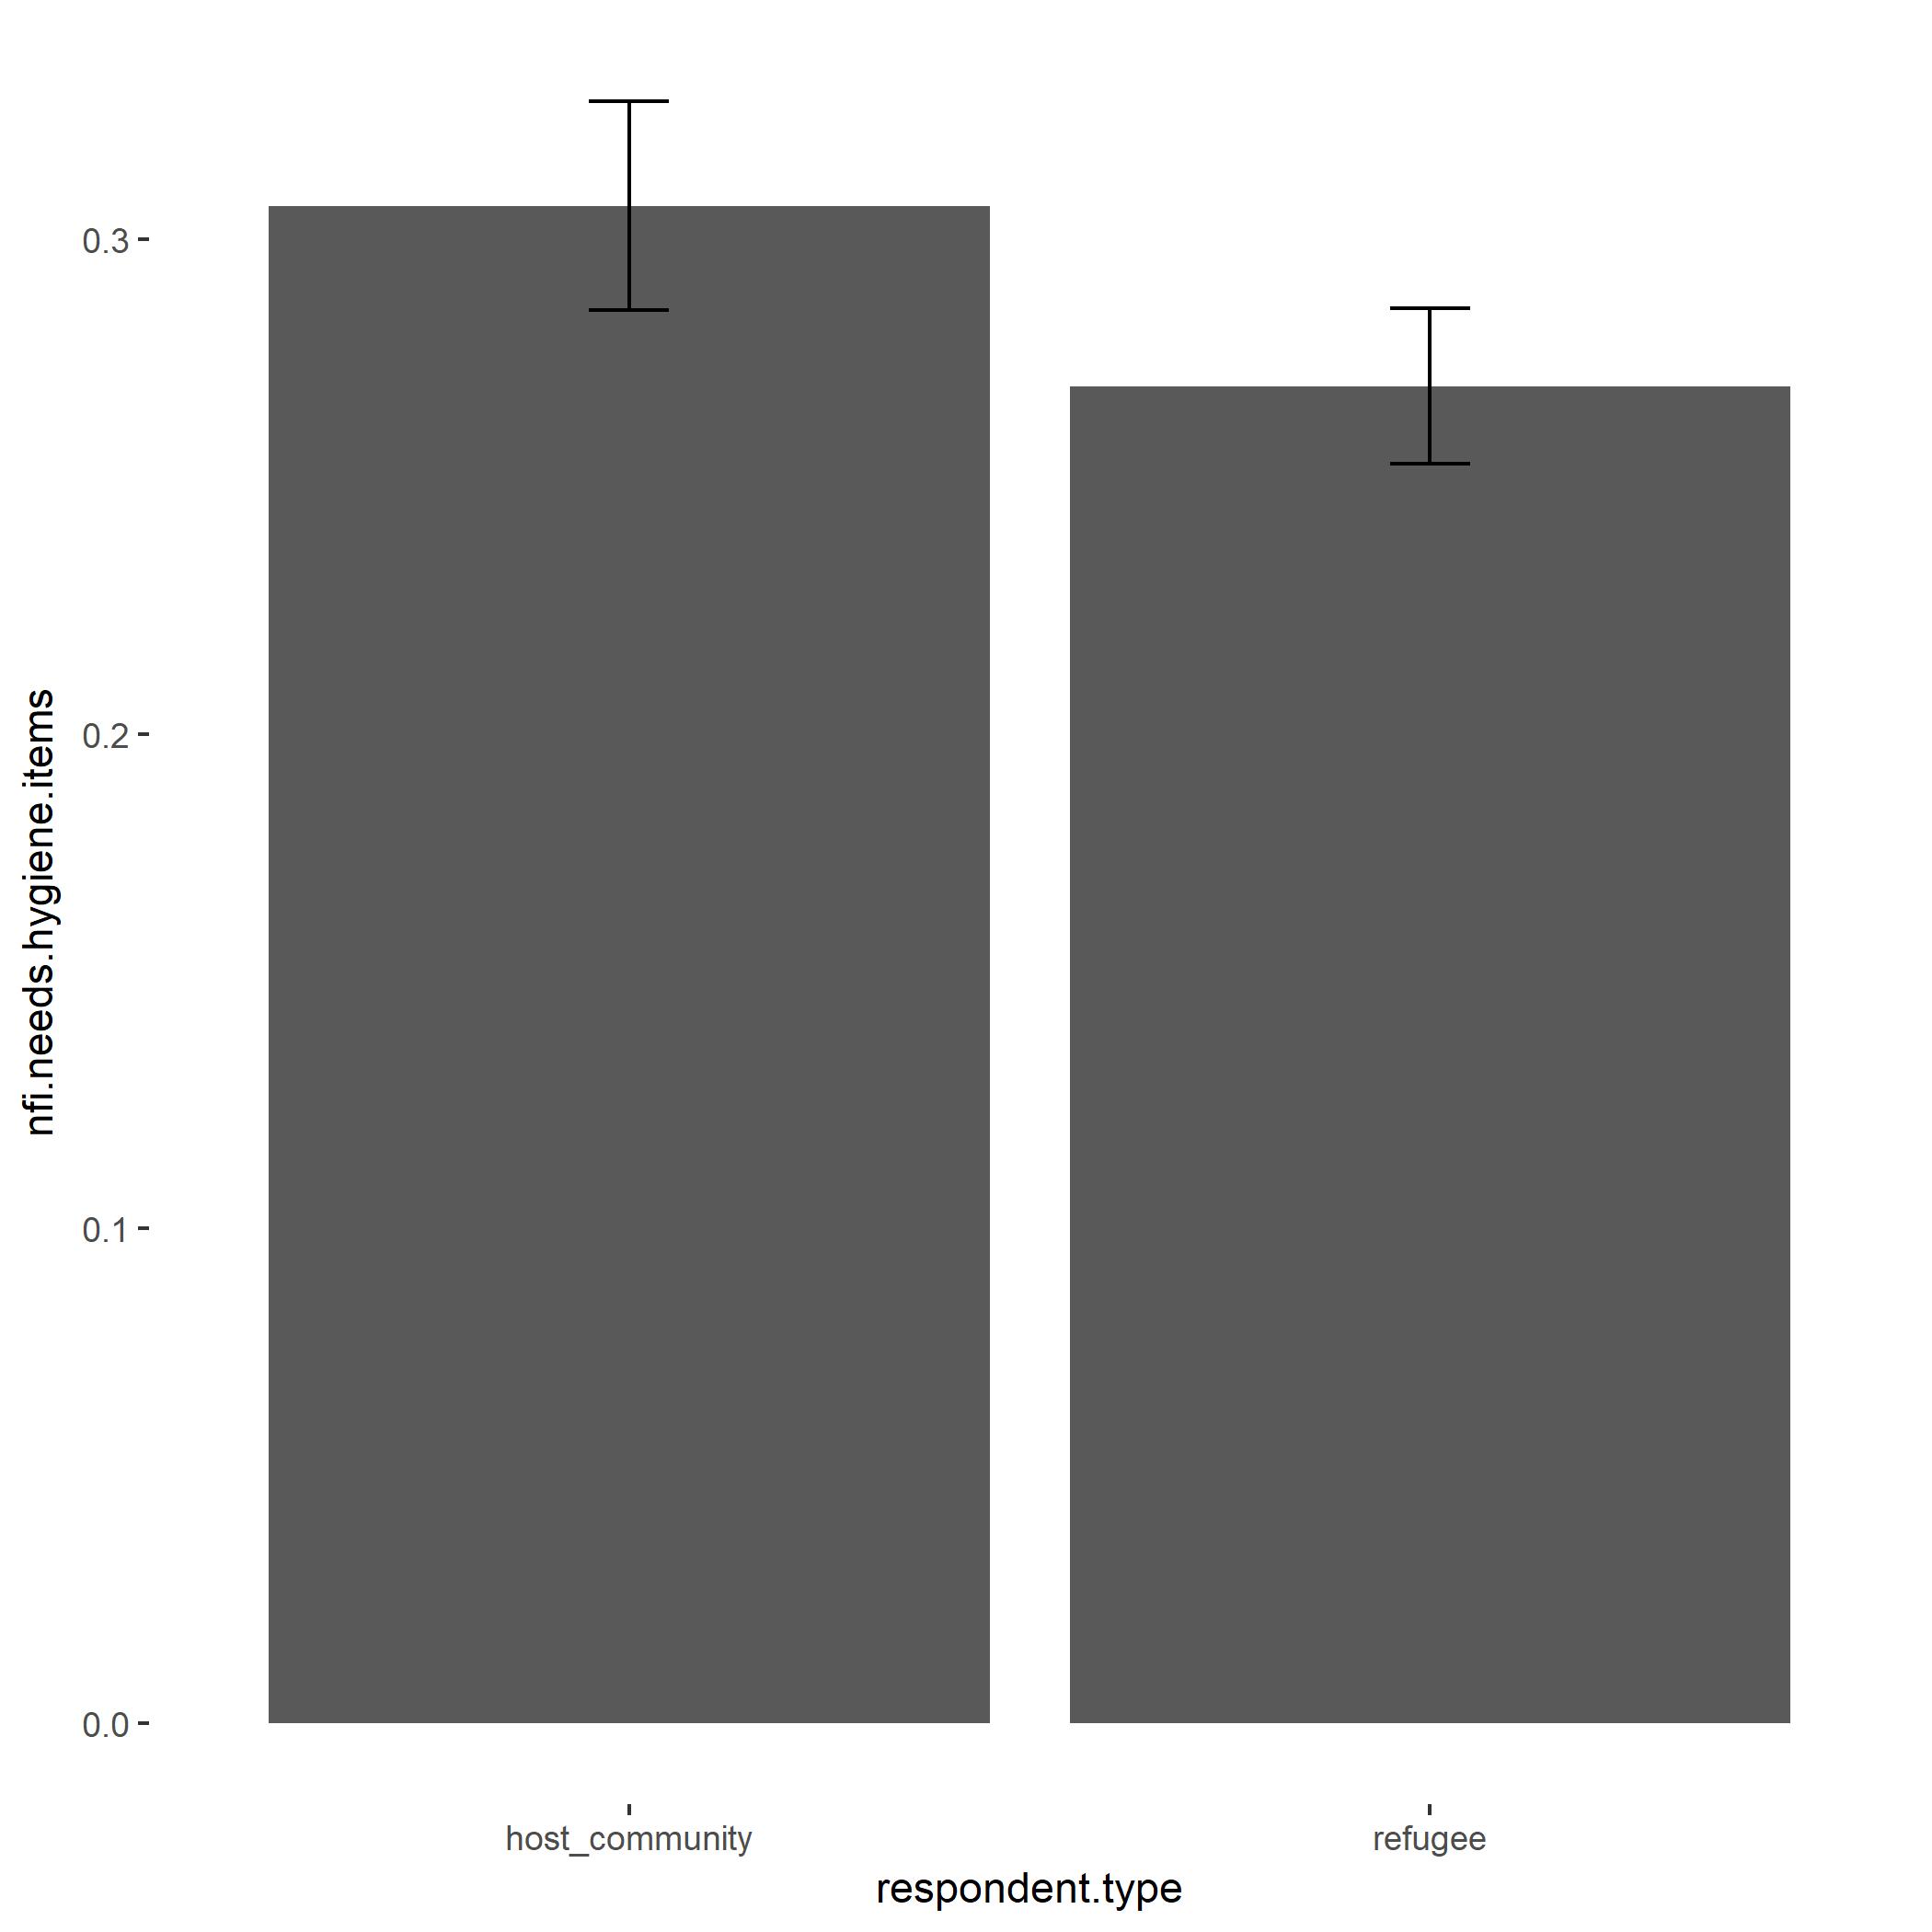 nfi.needs.hygiene.items
0.3
0.2
0.1
0.0
host_community
refugee
respondent.type